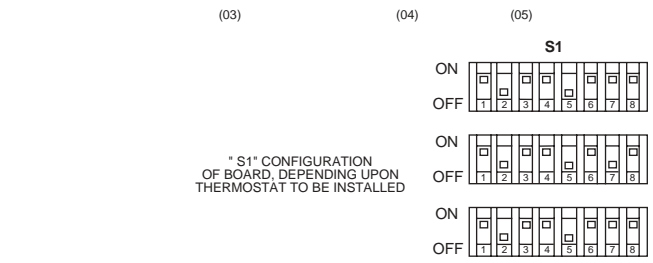 (03) (04) (05)
S1
ON
OFF 1 2 3 4 5 6 7 8
ON
" S1" CONFIGURATION
OF BOARD, DEPENDING UPON
THERMOSTAT TO BE INSTALLED
OFF 1 2 3 4 5 6 7 8
ON
OFF 1 2 3 4 5 6 7 8